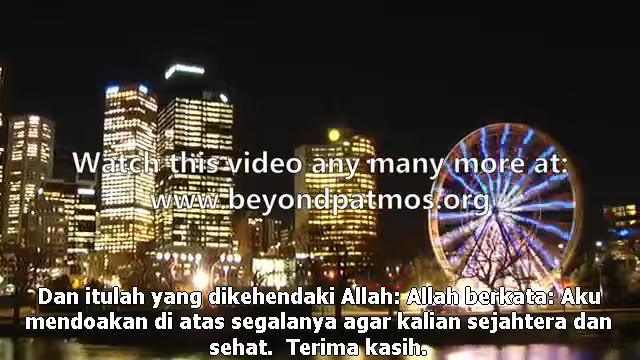 Watch this video any many more at:
www.beyondpatmos.org
Dan itulah yang dikehendaki Allah: Allah berkata: Aku
mendoakan di atas segalanya agar kalian sejahtera dan
sehat.  Terima kasih.